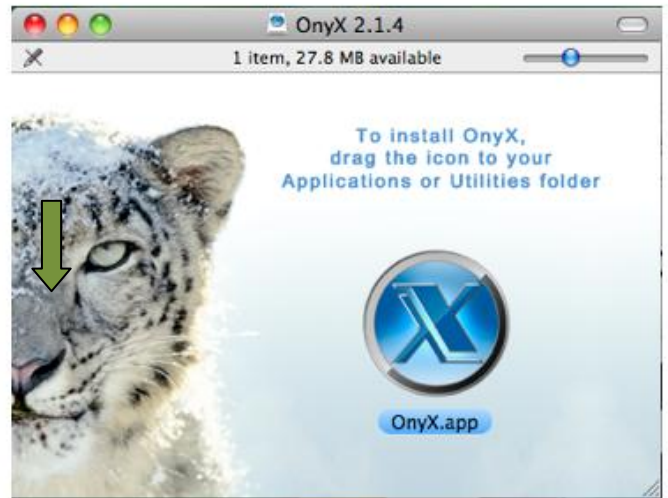 OnyX 2.1.4
1 item, 27.8 MB available
To install OnyX,
drag the icon to your
Applications or Utilities folder
OnyX.app